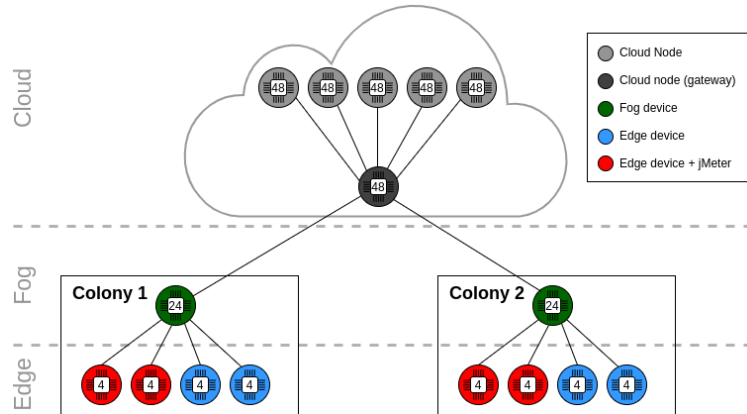 Cloud
48 48 48 48 48
48
Cloud Node
Cloud node (gateway)
Fog device
Edge device
Edge device + jMeter
Fog
Colony 1
24
Colony 2
24
Edge
4 4 4 4
4 4 4 4